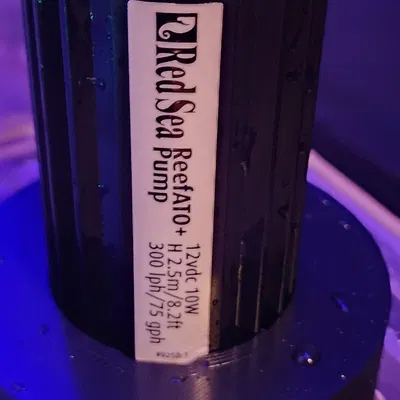 Red Sea
ReefATO+
Pump
12vdc 10W
H 2.5m/8.2ft
300 lph/75 gph